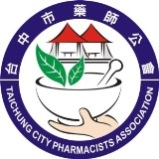 台中市藥師公會
TAICHUNG CITY PHARMACISTS ASSOCIATION